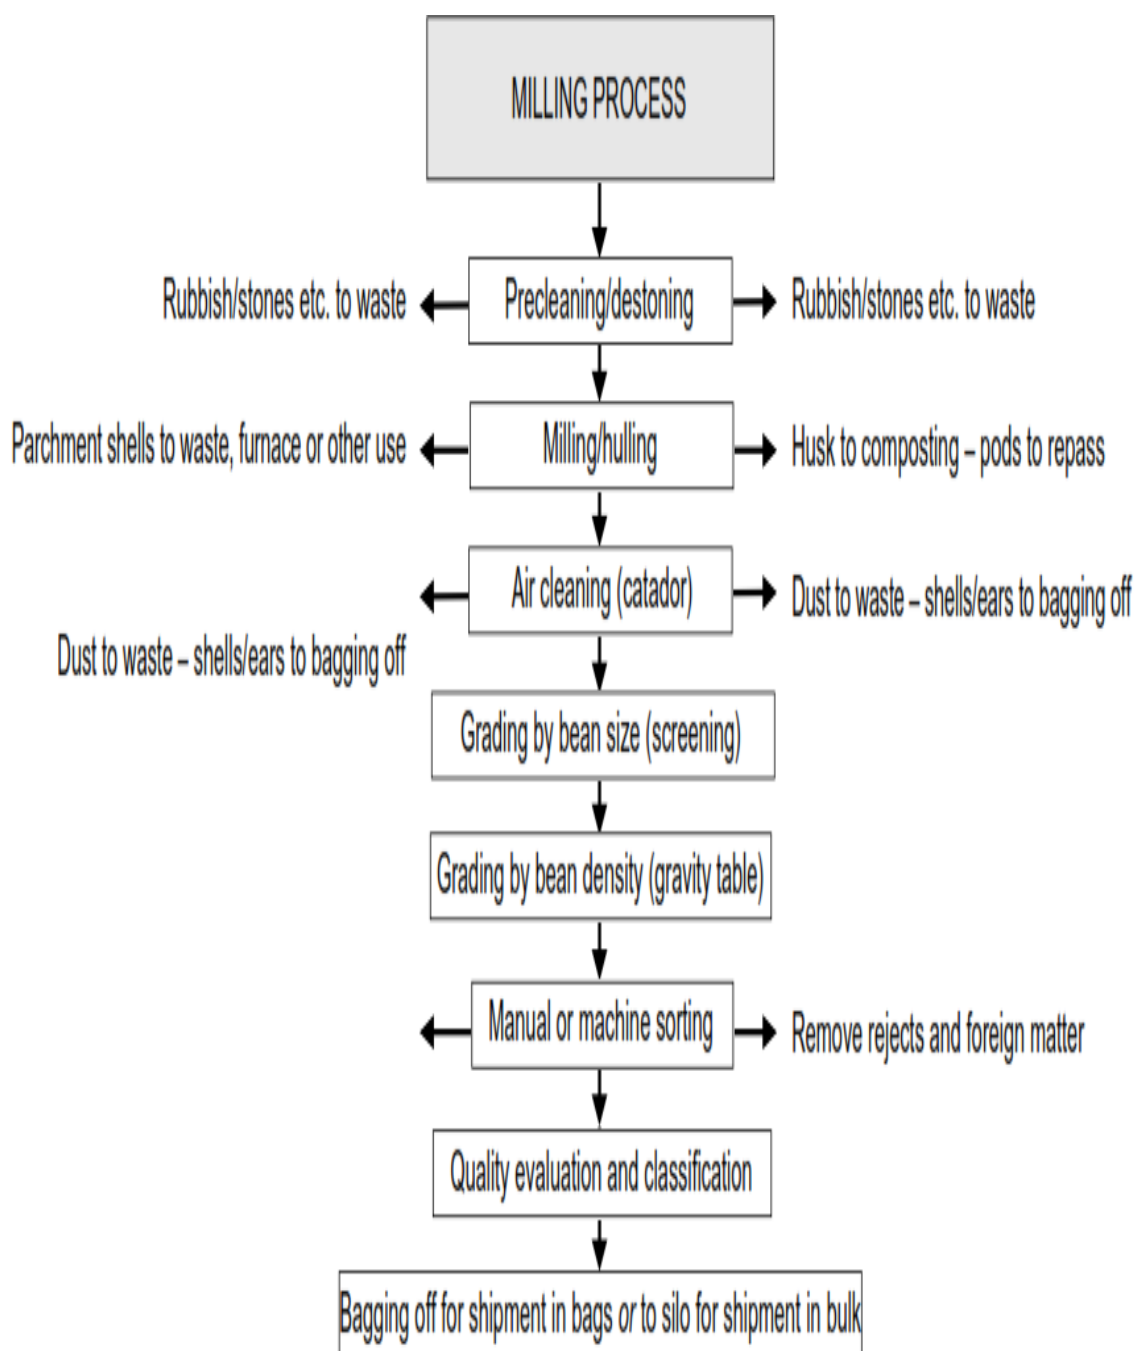 MILLING PROCESS
Rubbish/stones etc. to waste
Precleaning/destoning
Rubbish/stones etc. to waste
Parchment shells to waste, furnace or other use
Milling/hulling
Husk to composting – pods to repass
Air cleaning (catador)
Dust to waste – shells/ears to bagging off
Dust to waste – shells/ears to bagging off
Grading by bean size (screening)
Grading by bean density (gravity table)
Manual or machine sorting
Remove rejects and foreign matter
Quality evaluation and classification
Bagging off for shipment in bags or to silo for shipment in bulk